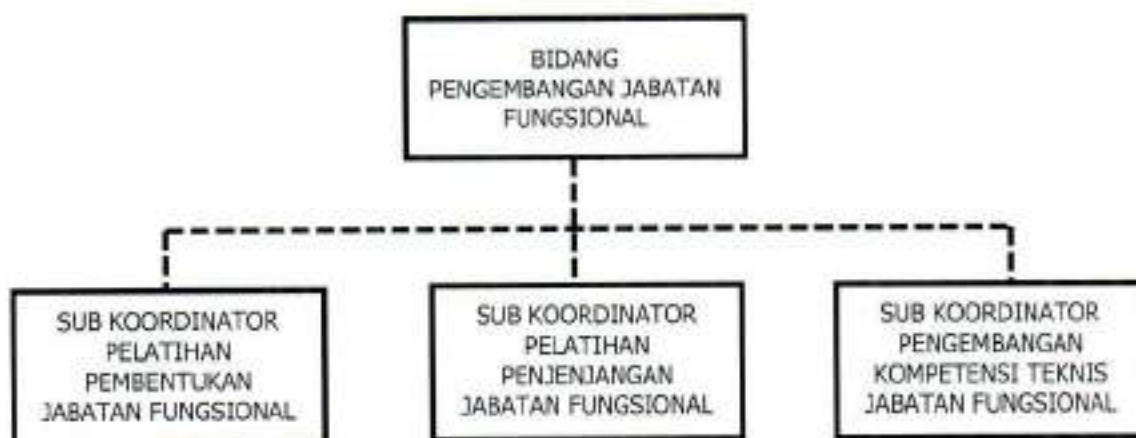 BIDANG
PENGEMBANGAN JABATAN
FUNGSIONAL
SUB KOORDINATOR
PELATIHAN
PEMBENTUKAN
JABATAN FUNGSIONAL
SUB KOORDINATOR
PELATIHAN
PENJENJANGAN
JABATAN FUNGSIONAL
SUB KOORDINATOR
PENGEMBANGAN
KOMPETENSI TEKNIS
JABATAN FUNGSIONAL